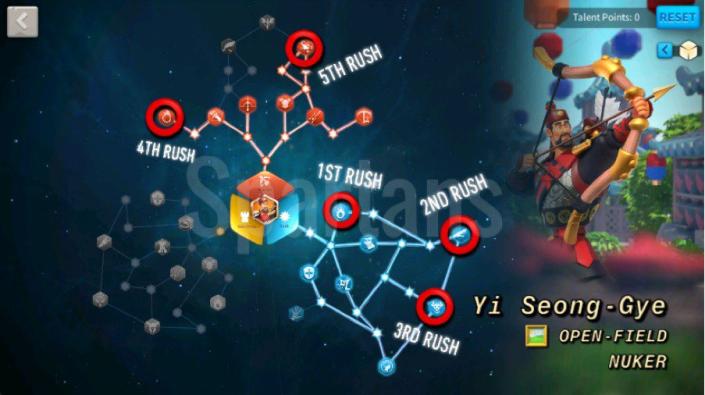 Talent Points: 0
RESET
5TH RUSH
4TH RUSH
1ST RUSH
2ND RUSH
Spartans
3RD RUSH
Yi Seong-Gye
OPEN-FIELD
NUKER